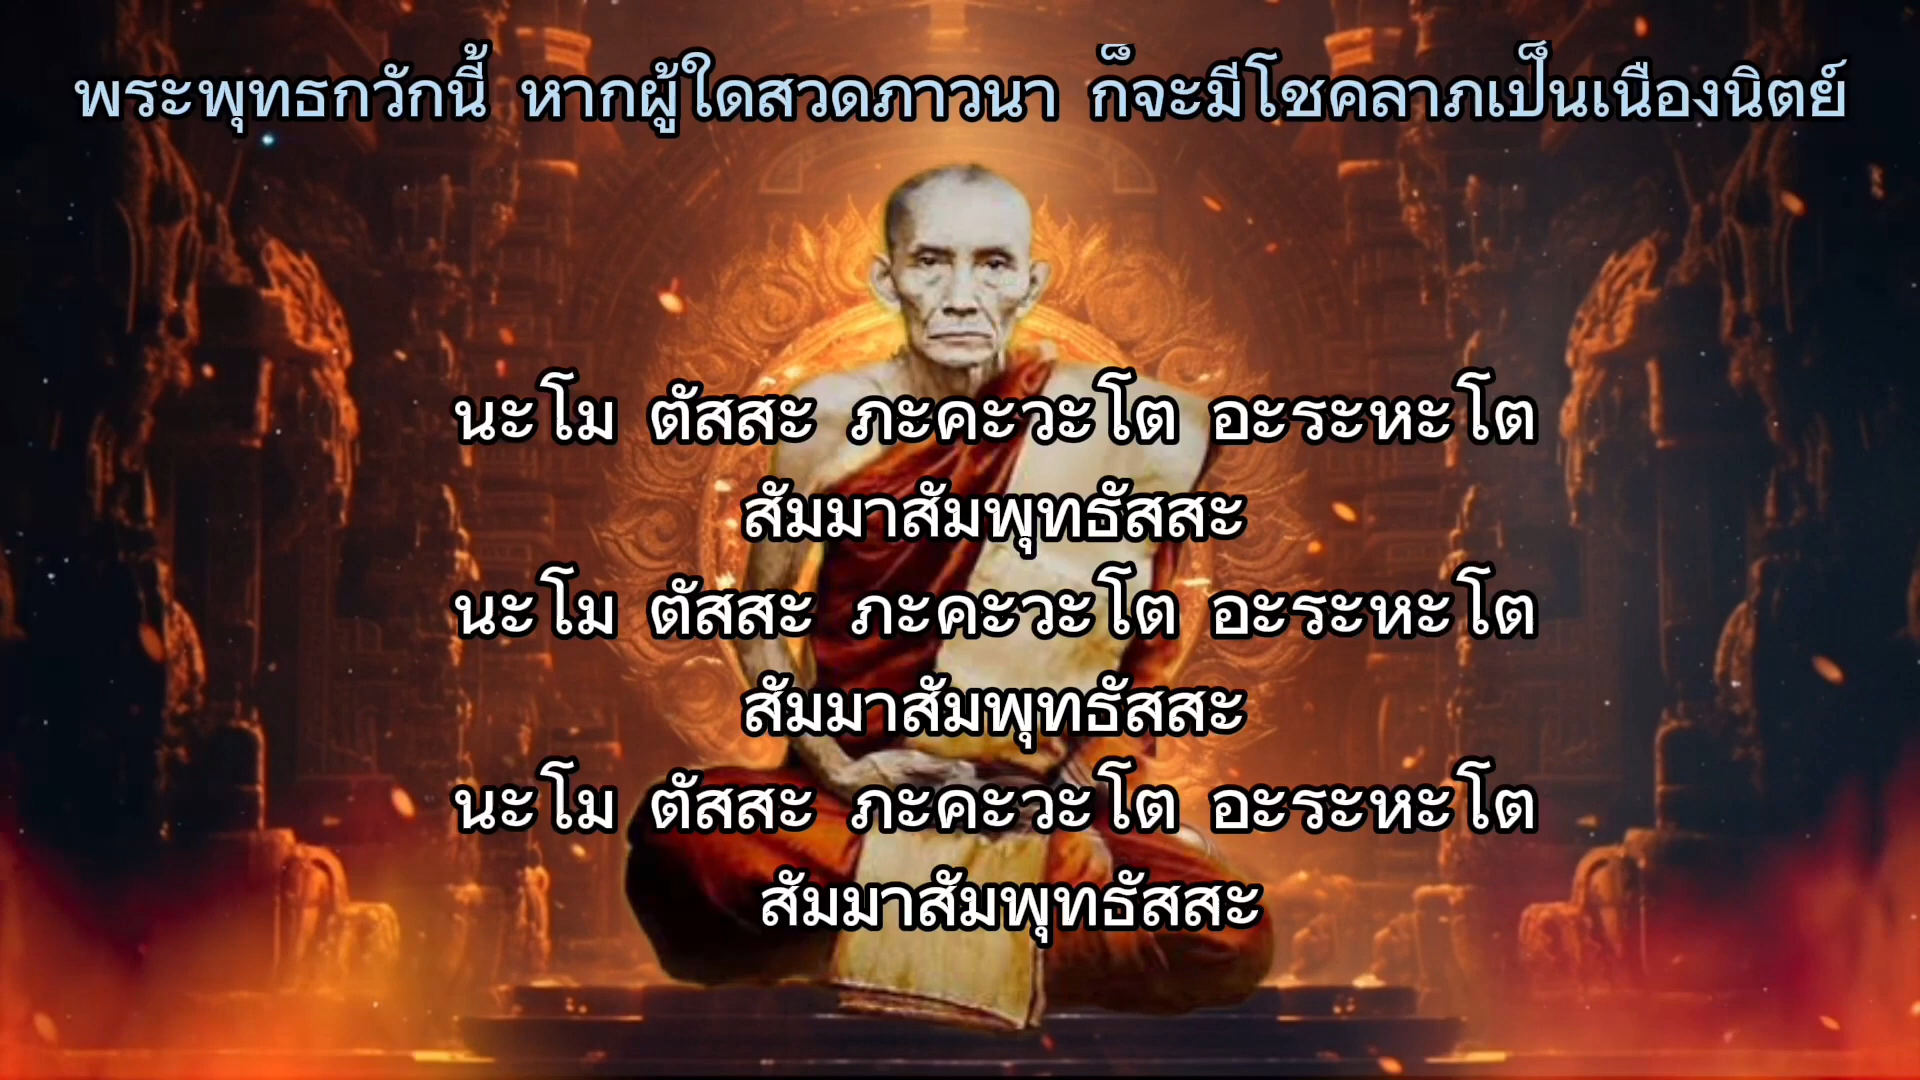 พระพุทธกวักนี้ หากผู้ใดสวดภาวนา ก็จะมีโชคลาภเป็นเนืองนิตย์
นะโม ตัสสะ ภะคะวะโต อะระหะโต
สัมมาสัมพุทธัสสะ
นะโม ตัสสะ ภะคะวะโต อะระหะโต
สัมมาสัมพุทธัสสะ
นะโม ตัสสะ ภะคะวะโต อะระหะโต
สัมมาสัมพุทธัสสะ